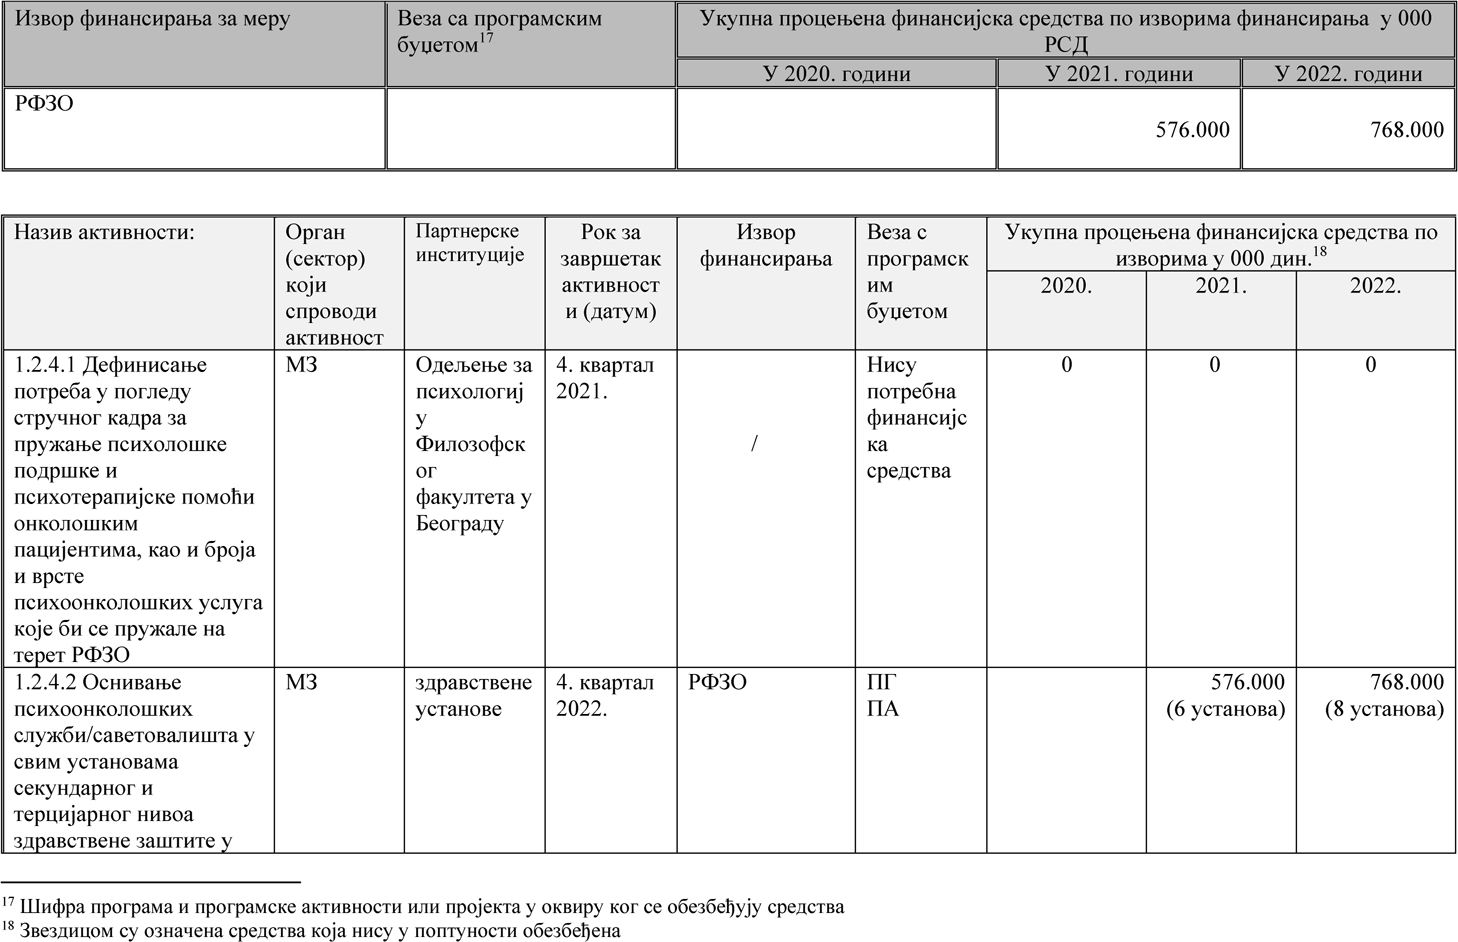 Извор финансирања за меру
Веза са програмским
буџетом17
Укупна процењена финансијска средства по изворима финансирања у 000
РСД
У 2020. години
У 2021. години
У 2022. години
РФЗО
576.000
768.000
Назив активности:
Орган
(сектор)
који
спроводи
активност
Партнерске
институције
Рок за
завршетак
активност
и (датум)
Извор
финансирања
Веза с
програмск
им
буџетом
Укупна процењена финансијска средства по
изворима у 000 дин.18
2020.
2021.
2022.
1.2.4.1 Дефинисање
потреба у погледу
стручног кадра за
пружање психолошке
подршке и
психотерапијске помоћи
онколошким
пацијентима, као и броја
и врсте
психоонколошких услуга
које би се пружале на
терет РФЗО
МЗ
Одељење за
психологиј
у
Филозофск
ог
факултета у
Београду
4. квартал
2021.
/
Нису
потребна
финансијс
ка
средства
0
0
0
1.2.4.2 Оснивање
психоонколошких
служби/саветовалишта у
свим установама
секундарног и
терцијарног нивоа
здравствене заштите у
МЗ
здравствене
установе
4. квартал
2022.
РФЗО
ПГ
ПА
576.000
(6 установа)
768.000
(8 установа)
17 Шифра програма и програмске активности или пројекта у оквиру ког се обезбеђују средства
18 Звездицом су означена средства која нису у поптуности обезбеђена